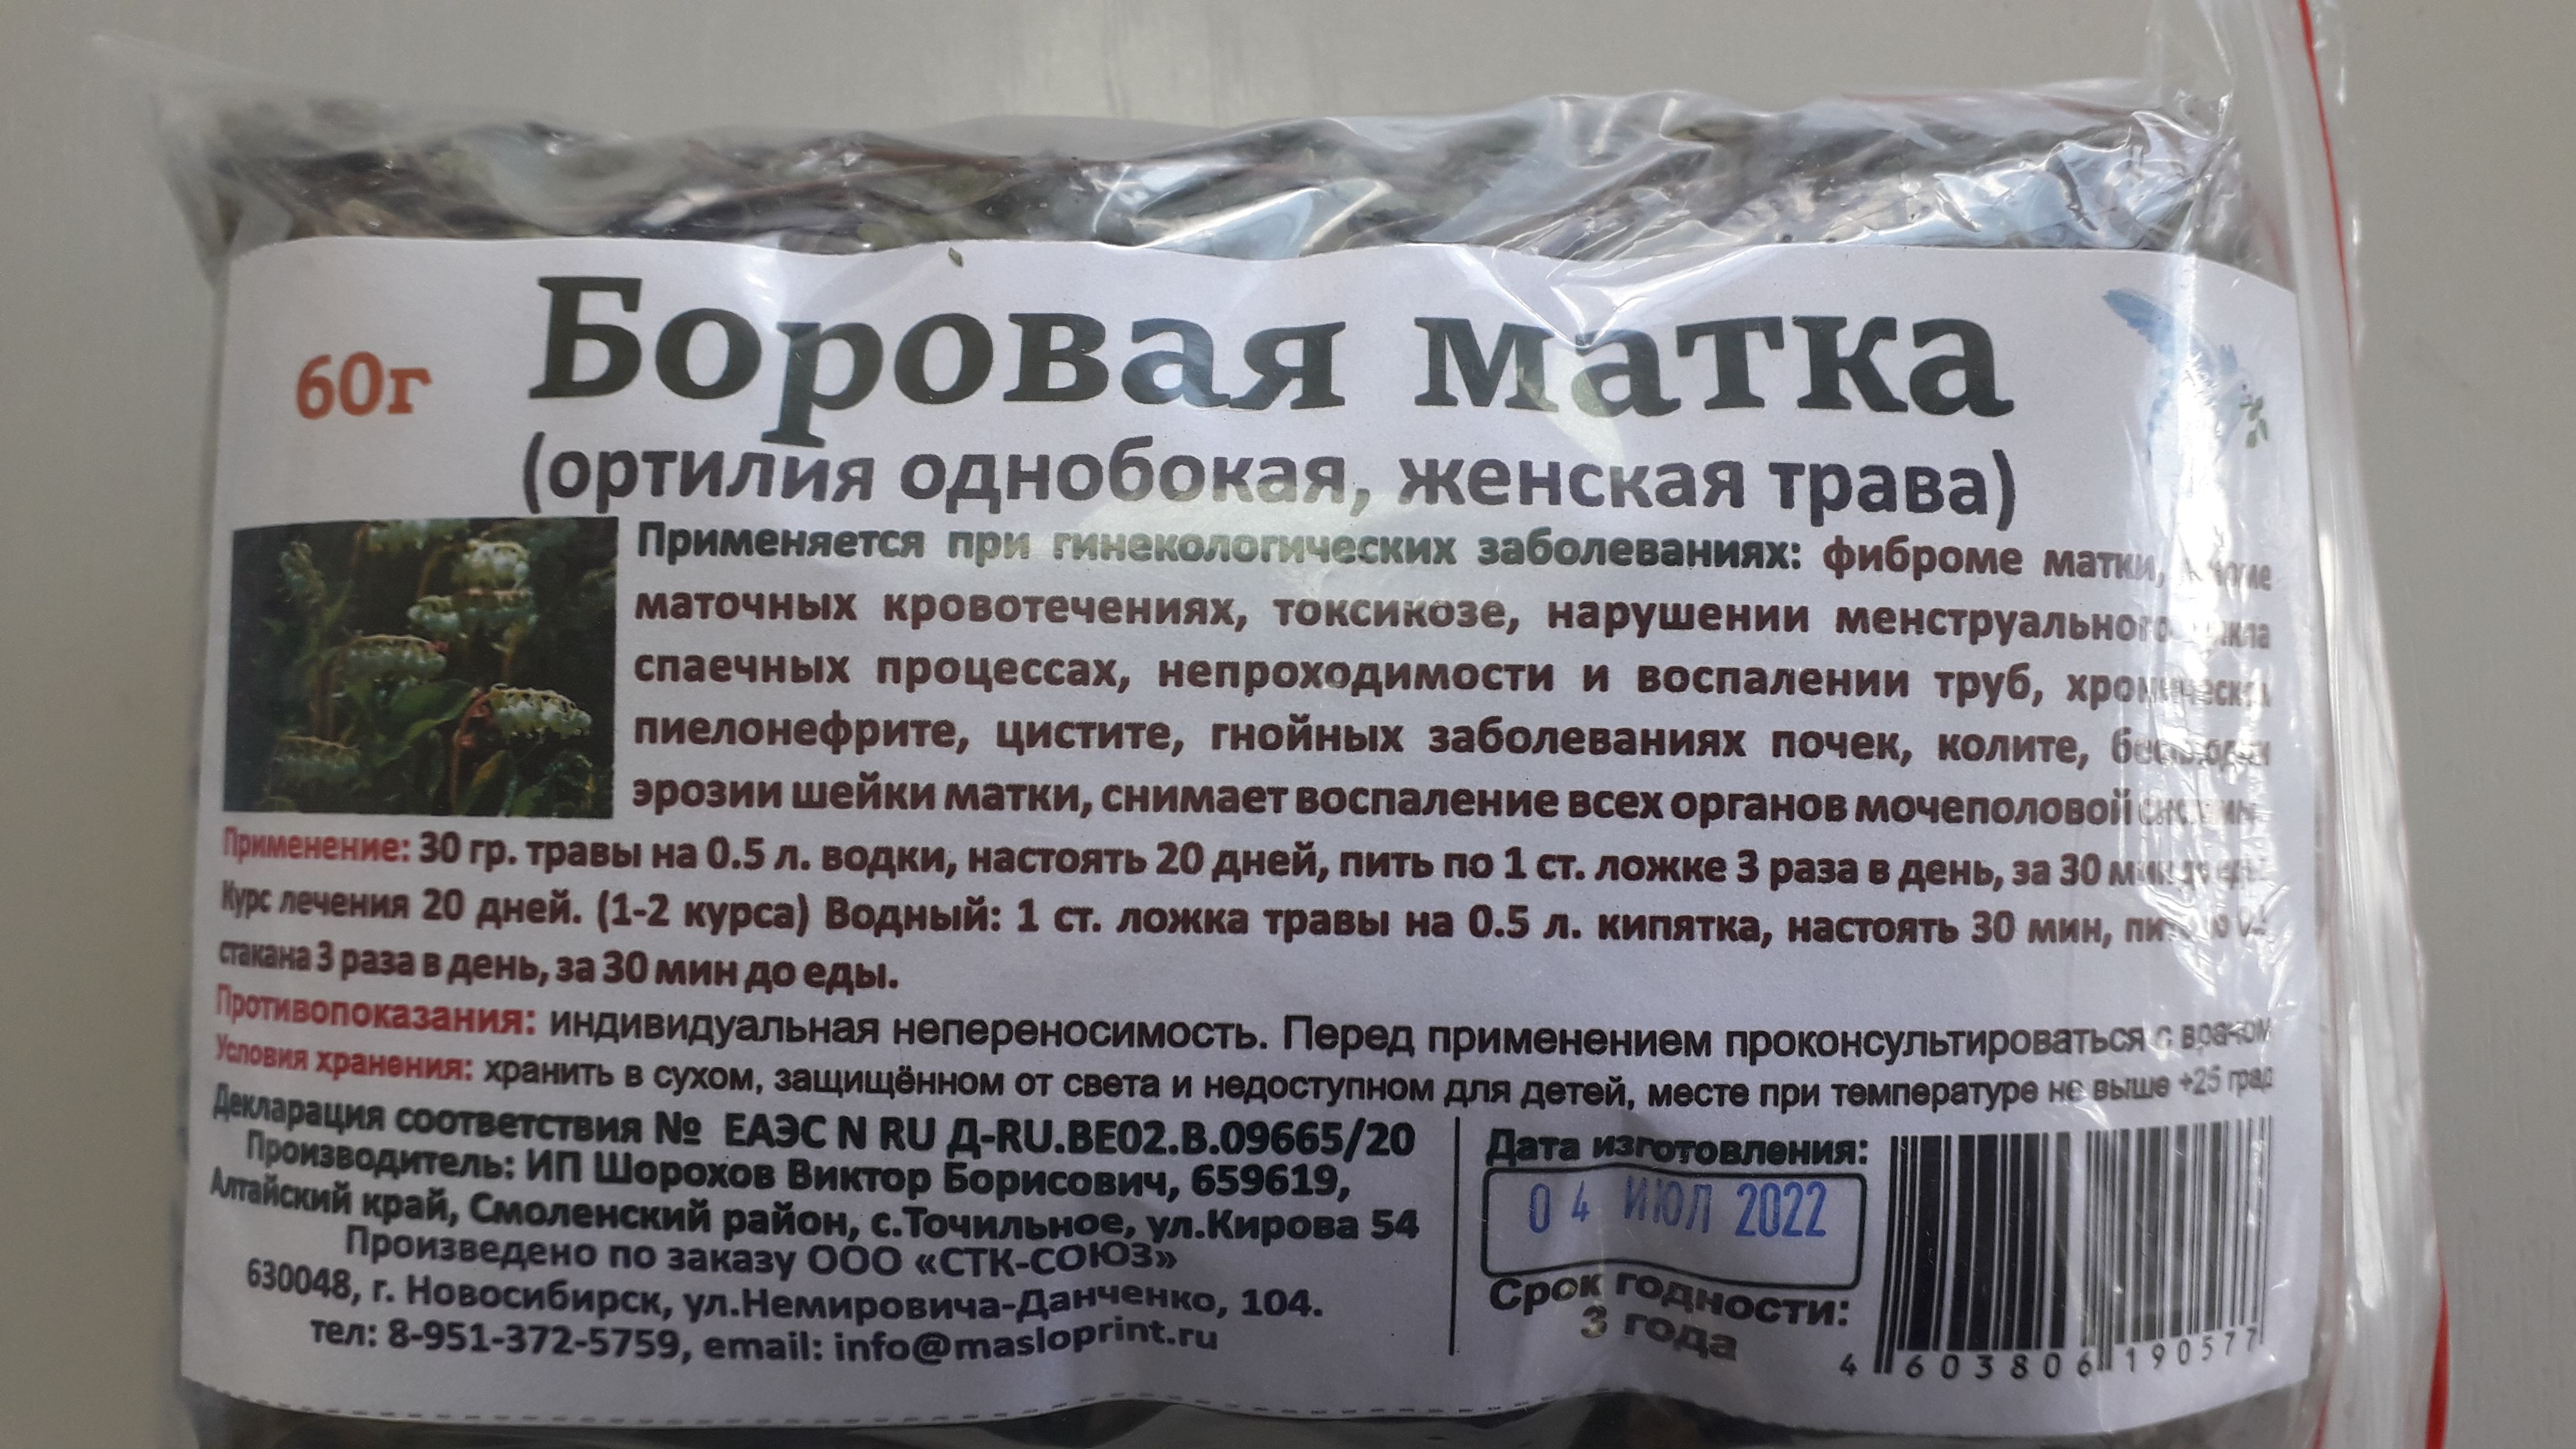 60г
Боровая матка
(ортилия однобокая, женская трава)
Применяется при гинекологических заболеваниях: фиброме матки,
маточных кровотечениях, токсикозе, нарушении менструального цикла
спаечных процессах, непроходимости и воспалении труб,
пиелонефрите, цистите, гнойных заболеваниях почек, колите,
эрозии шейки матки, снимает воспаление всех органов мочеполовой
Применение: 30 гр. травы на 0.5 л. водки, настоять 20 дней, пить по 1 ст. ложке 3 раза в день, за 30 мин до еды
Курс лечения 20 дней. (1-2 курса) Водный: 1 ст. ложка травы на 0.5 л. кипятка, настоять 30 мин,
стакана 3 раза в день, за 30 мин до еды.
Противопоказания: индивидуальная непереносимость. Перед применением проконсультироваться с врачом
Условия хранения: хранить в сухом, защищённом от света и недоступном для детей, месте при температуре не выше +25 град
Декларация соответствия № ЕАЭС N RU Д-RU.ВЕ02.В.09665/20
Производитель: ИП Шорохов Виктор Борисович, 659619,
Алтайский край, Смоленский район, с.Точильное, ул.Кирова 54
Произведено по заказу ООО «СТК-СОЮЗ»
630048, г. Новосибирск, ул.Немировича-Данченко, 104.
тел: 8-951-372-5759, email: info@masloprint.ru
Дата изготовления:
04 ИЮЛ 2022
Срок годности:
3 года
4 603806 190577